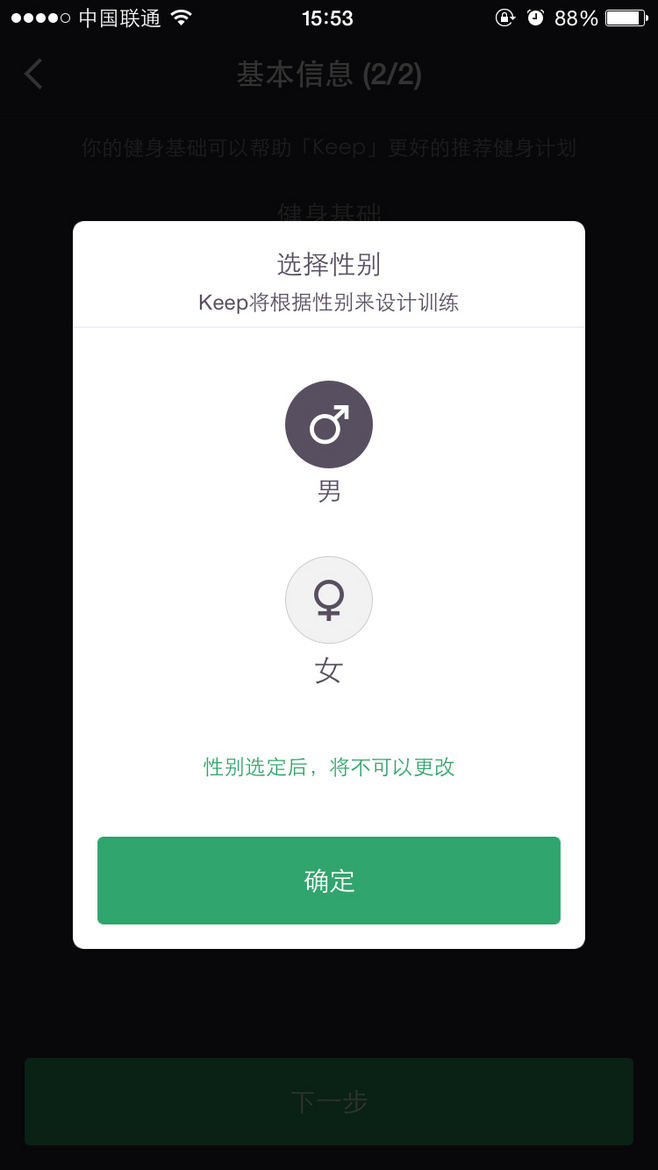 中国联通 15:53 88%
基本信息 (2/2)
你的健身基础可以帮助「Keep」更好的推荐健身计划
健身基础
选择性别
Keep将根据性别来设计训练
男
女
性别选定后，将不可以更改
确定
下一步